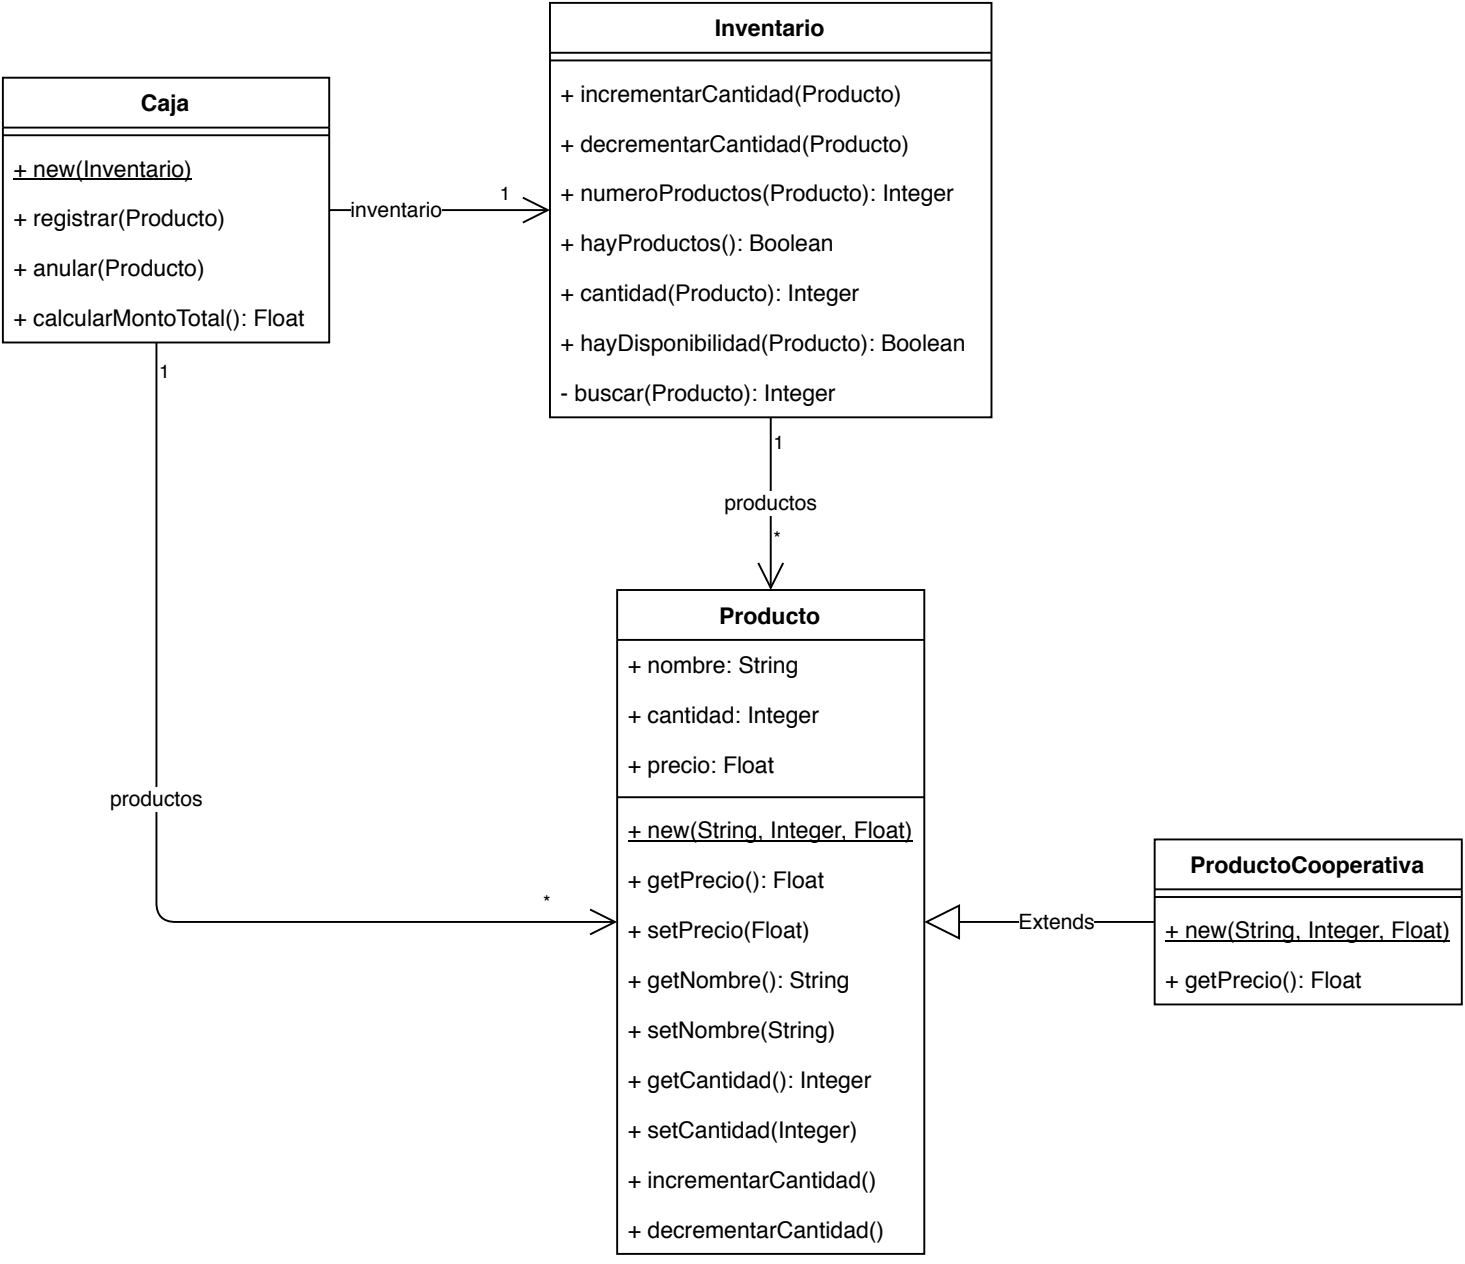 Inventario
+ incrementarCantidad(Producto)
+ decrementarCantidad(Producto)
+ numeroProductos(Producto): Integer
+ hayProductos(): Boolean
+ cantidad(Producto): Integer
+ hayDisponibilidad(Producto): Boolean
- buscar(Producto): Integer
Caja
+ new(Inventario)
+ registrar(Producto)
+ anular(Producto)
+ calcularMontoTotal(): Float
inventario
1
1
productos
*
1
productos
*
Producto
+ nombre: String
+ cantidad: Integer
+ precio: Float
+ new(String, Integer, Float)
+ getPrecio(): Float
+ setPrecio(Float)
+ getNombre(): String
+ setNombre(String)
+ getCantidad(): Integer
+ setCantidad(Integer)
+ incrementarCantidad()
+ decrementarCantidad()
Extends
ProductoCooperativa
+ new(String, Integer, Float)
+ getPrecio(): Float